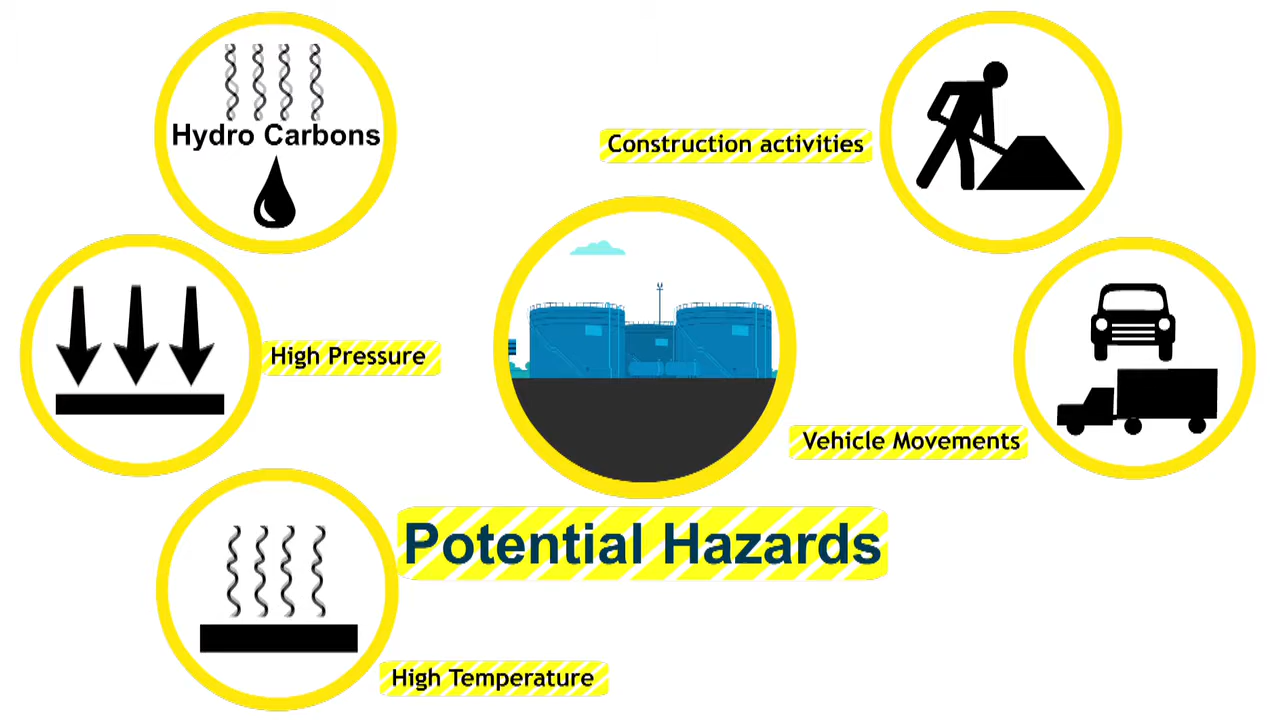 Hydro Carbons
Construction activities
High Pressure
Vehicle Movements
Potential Hazards
High Temperature